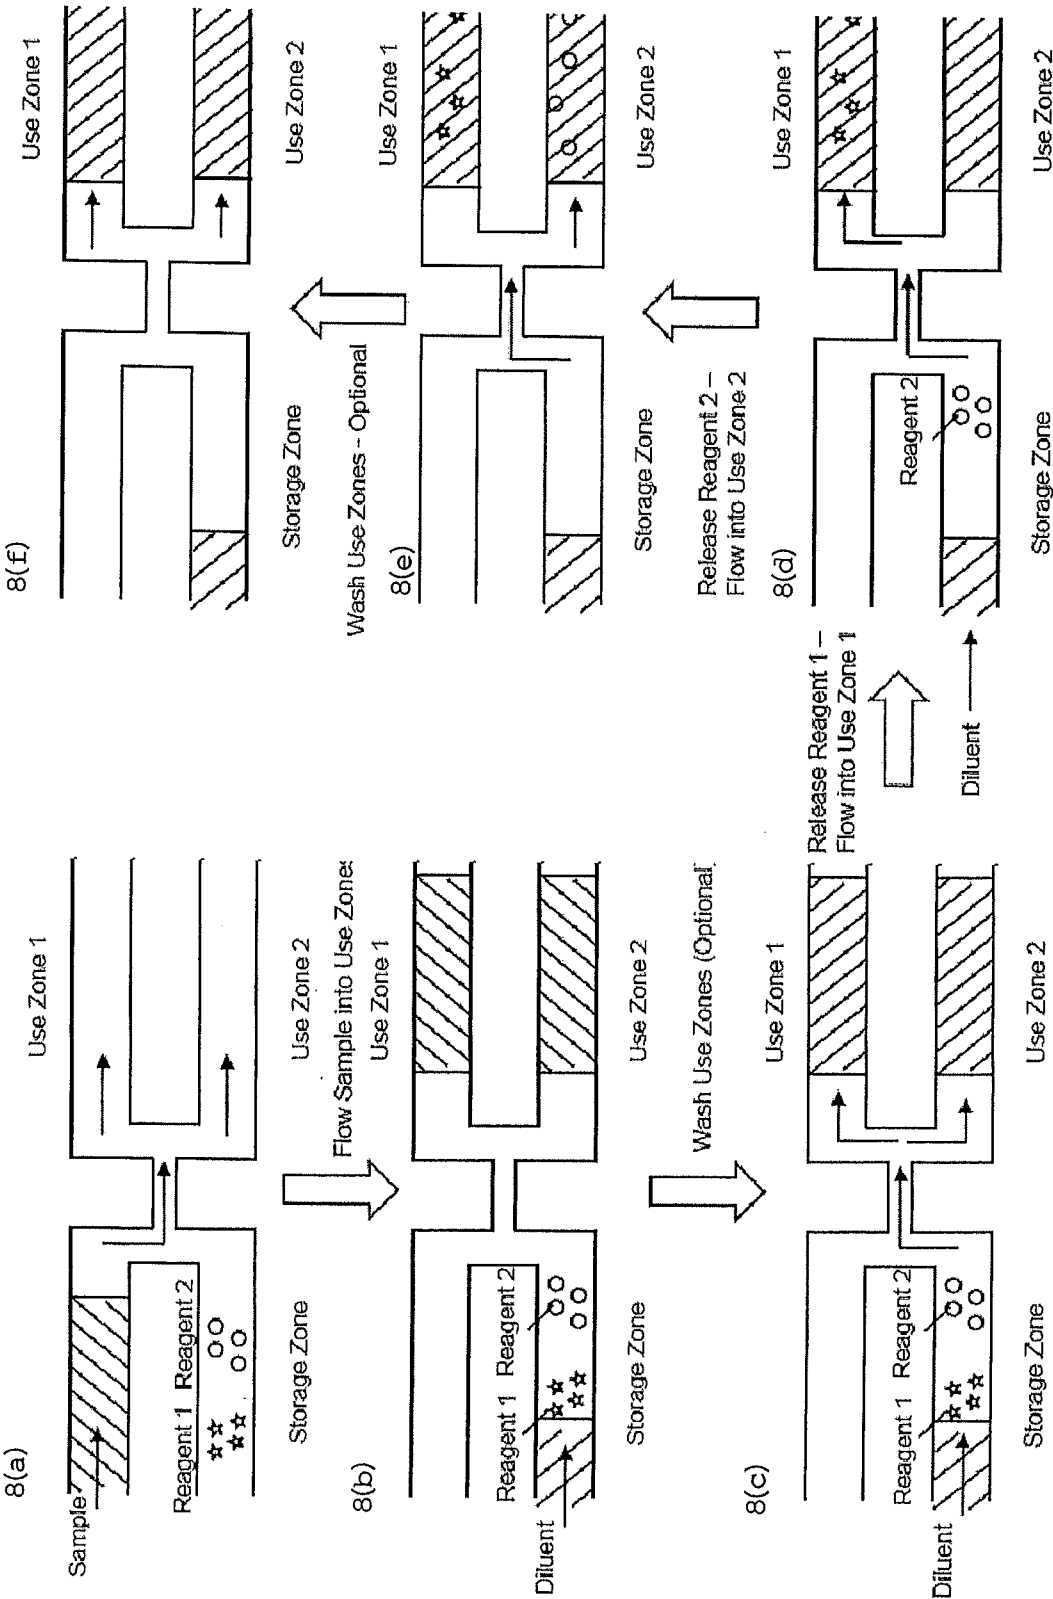 8(a)
Use Zone 1
Sample
Reagent 1 Reagent 2
Storage Zone
Use Zone 2
Flow Sample into Use Zones
8(b)
Use Zone 1
Reagent 1 Reagent 2
Diluent
Storage Zone
Use Zone 2
Wash Use Zones (Optional)
8(c)
Use Zone 1
Reagent 1 Reagent 2
Diluent
Storage Zone
Use Zone 2
Release Reagent 1 –
Flow into Use Zone 1
Diluent
8(d)
Use Zone 1
Reagent 2
Storage Zone
Use Zone 2
Release Reagent 2 –
Flow into Use Zone 2
8(e)
Use Zone 1
Storage Zone
Use Zone 2
Wash Use Zones - Optional
8(f)
Use Zone 1
Storage Zone
Use Zone 2